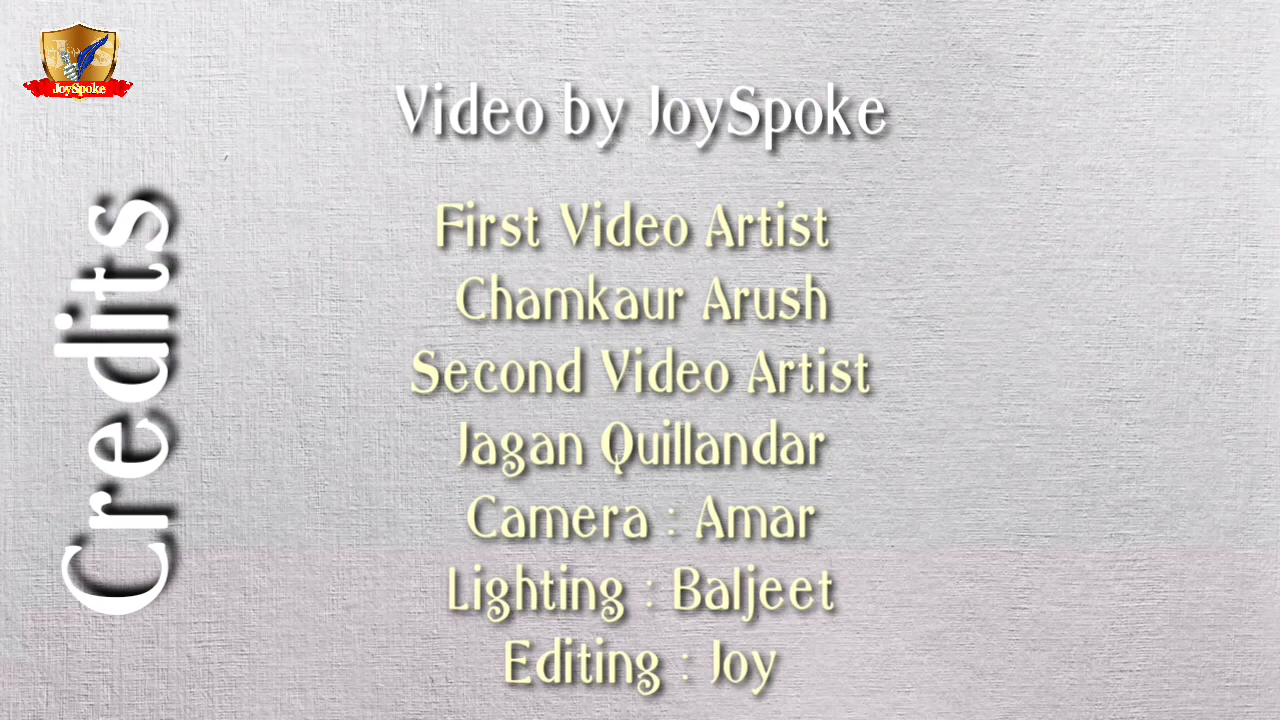 JoySpoke
Video by JoySpoke
Credits
First Video Artist
Chamkaur Arush
Second Video Artist
Jagan Quillandar
Camera : Amar
Lighting : Baljeet
Editing : Joy